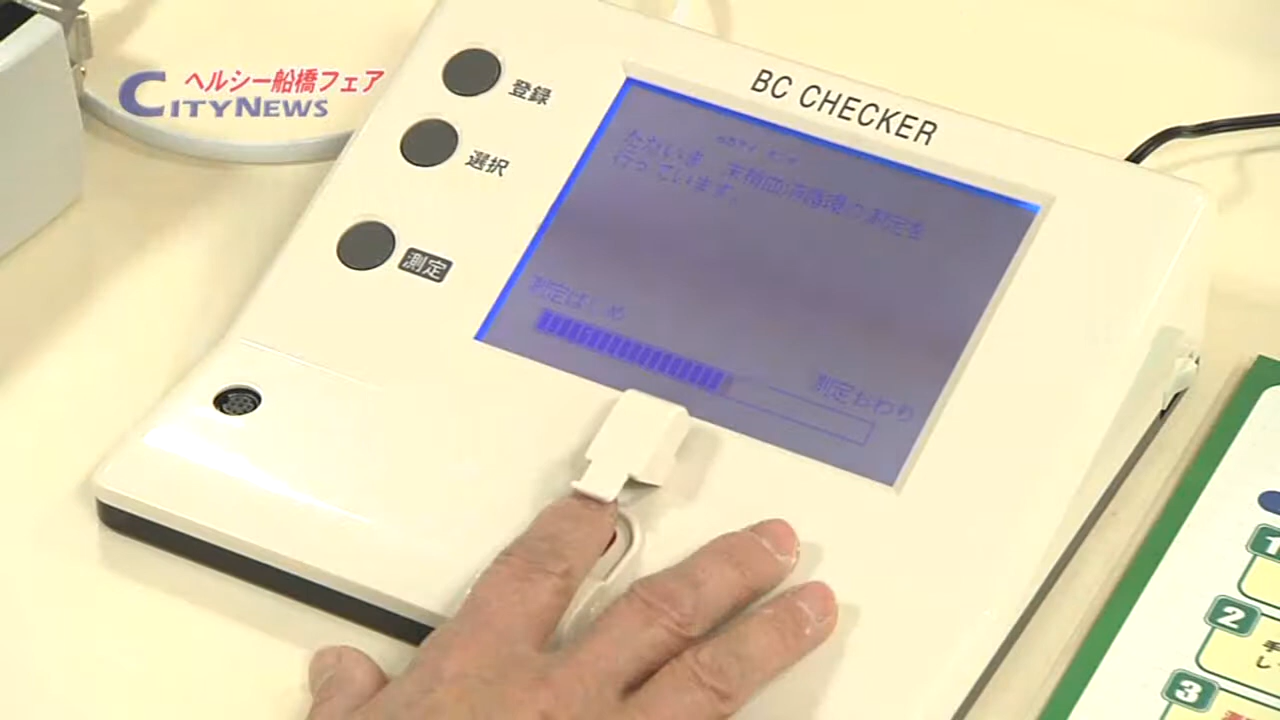 ヘルシー船橋フェア
CITYNEWS
BC CHECKER
登録
選択
測定
ただいま、末梢血液循環の測定を
行っています。
測定はじめ
測定おわり
1
2
3